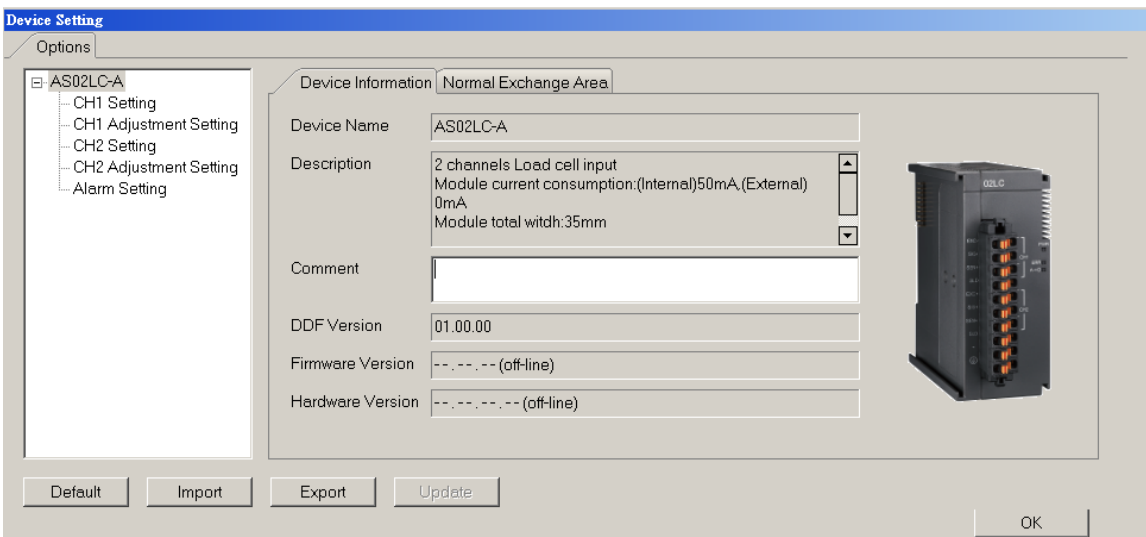 Device Setting
Options
AS02LC-A
CH1 Setting
CH1 Adjustment Setting
CH2 Setting
CH2 Adjustment Setting
Alarm Setting
Device Information
Normal Exchange Area
Device Name
AS02LC-A
Description
2 channels Load cell input
Module current consumption:(Internal)50mA,(External)
0mA
Module total witdh:35mm
Comment
DDF Version
01.00.00
Firmware Version
--.--.-- (off-line)
Hardware Version
--.--.--.-- (off-line)
02LC
Default
Import
Export
Update
OK